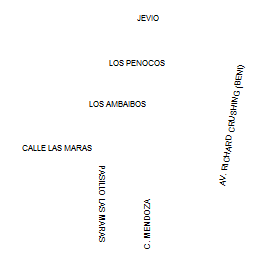 JEVIO
LOS PENOCOS
LOS AMBAIBOS
AV. RICHARD CRUSHING (BENI)
CALLE LAS MARAS
PASILLO LAS MARAS
C. MENDOZA